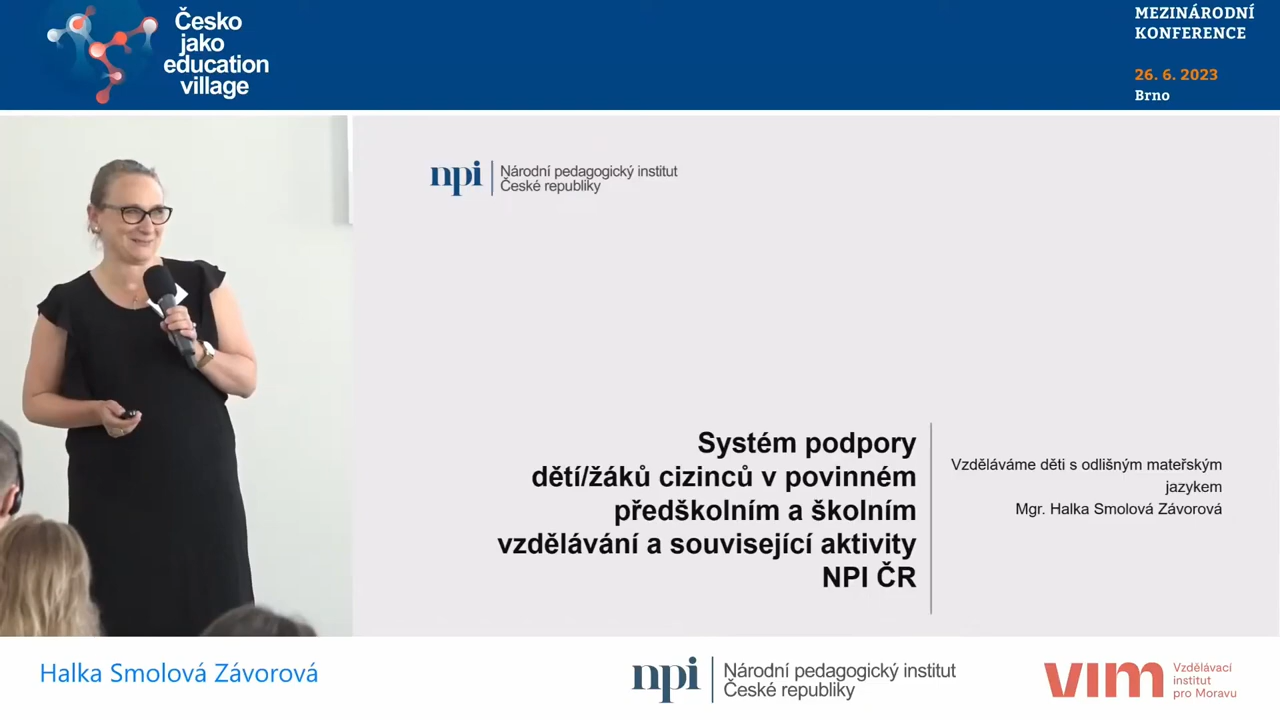 Česko
jako
education
village
MEZINÁRODNÍ
KONFERENCE
26. 6. 2023
Brno
npi
Národní pedagogický institut
České republiky
Systém podpory
dětí/žáků cizinců v povinném
předškolním a školním
vzdělávání a související aktivity
NPI ČR
Vzděláváme děti s odlišným mateřským
jazykem
Mgr. Halka Smolová Závorová
Halka Smolová Závorová
npi
Národní pedagogický institut
České republiky
vim
Vzdělávací
institut
pro Moravu